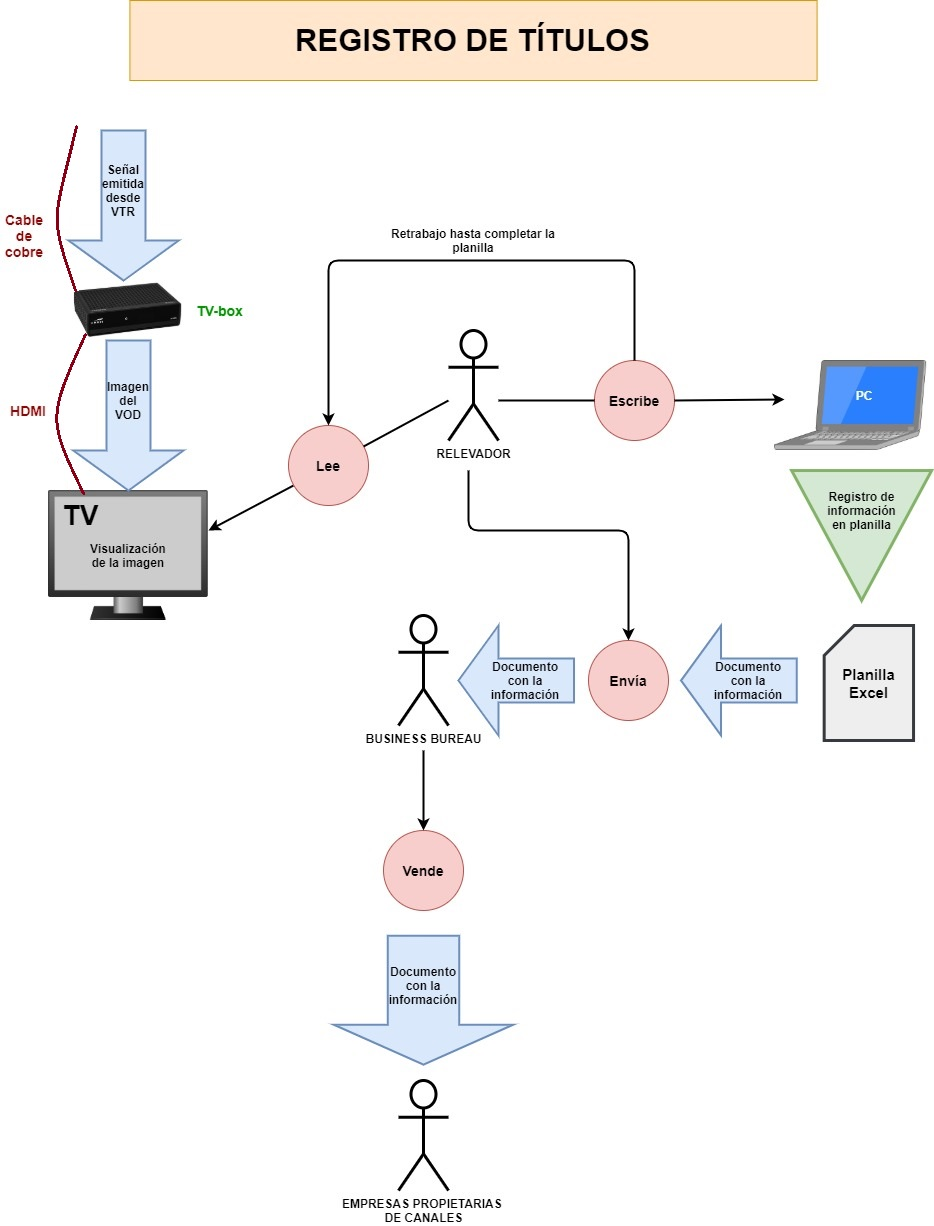 REGISTRO DE TÍTULOS
Señal
emitida
desde
VTR
Cable
de
cobre
Retrabajo hasta completar la
planilla
TV-box
Imagen
del
VOD
HDMI
RELEVADOR
Escribe
PC
Lee
TV
Visualización
de la imagen
Registro de
información
en planilla
Documento
con la
información
Envía
Documento
con la
información
Planilla
Excel
BUSINESS BUREAU
Vende
Documento
con la
información
EMPRESAS PROPIETARIAS
DE CANALES